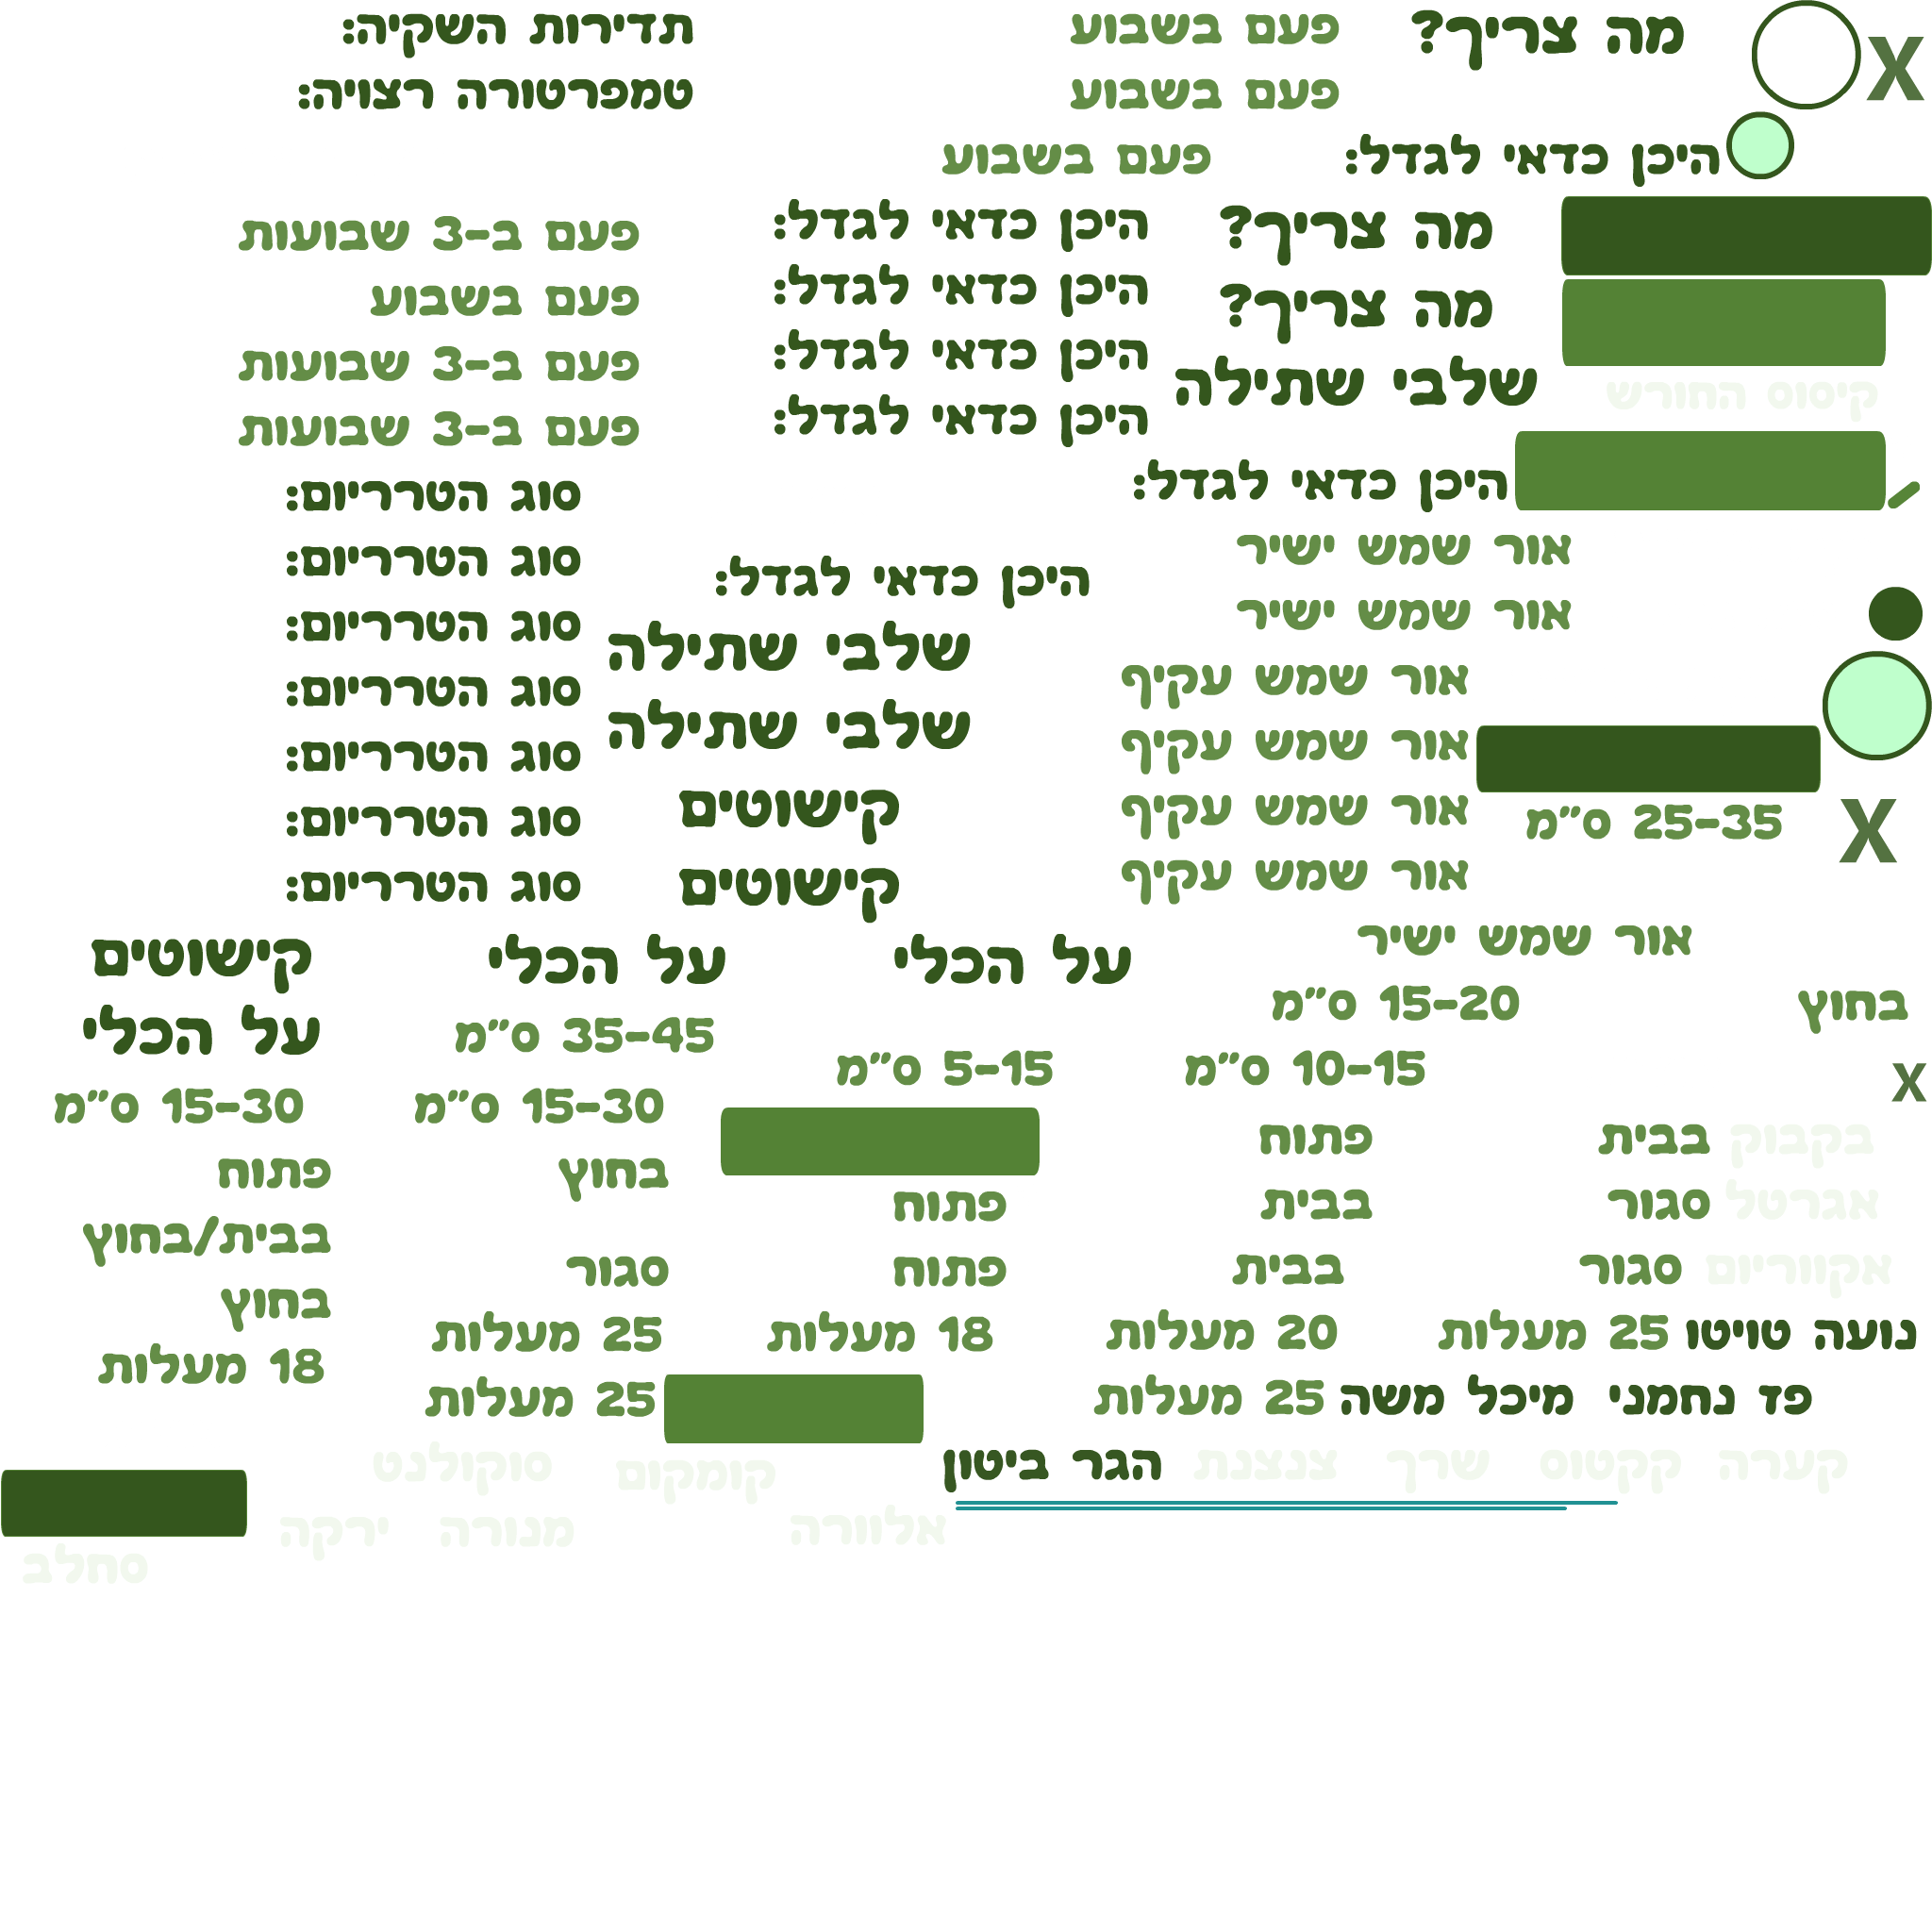 מה צריך? פעם בשבוע תדירות השקיה:
X
פעם בשבוע טמפרטורה רצויה:
היכן כדאי לגדל: פעם בשבוע
מה צריך? היכן כדאי לגדל: פעם ב-3 שבועות
היכן כדאי לגדל: פעם בשבוע
מה צריך?
היכן כדאי לגדל: פעם ב-3 שבועות
קיסוס החורש שלבי שתילה
היכן כדאי לגדל: פעם ב-3 שבועות
היכן כדאי לגדל: סוג הטרריום:
אור שמש ישיר סוג הטרריום:
היכן כדאי לגדל:
אור שמש ישיר סוג הטרריום:
שלבי שתילה
אור שמש עקיף סוג הטרריום:
שלבי שתילה
אור שמש עקיף סוג הטרריום:
25-35 ס"מ אור שמש עקיף קישוטים סוג הטרריום:
X
אור שמש עקיף קישוטים סוג הטרריום:
אור שמש ישיר על הכלי על הכלי קישוטים
בחוץ 15-20 ס"מ 35-45 ס"מ על הכלי
X
10-15 ס"מ 5-15 ס"מ
15-30 ס"מ 15-30 ס"מ
בקבוק בבית פתוח
בחוץ פתוח
אגרטל סגור בבית פתוח
בבית/בחוץ
אקווריום סגור בבית פתוח סגור
בחוץ
נועה טויטו 25 מעלות 20 מעלות 18 מעלות 25 מעלות
18 מעלות
פד נחמני מיכל משה 25 מעלות 25 מעלות
קערה קקטוס שרך צנצנת הגר ביטון קומקום סוקולנט
אלוורה מנורה ירקה
סחלב